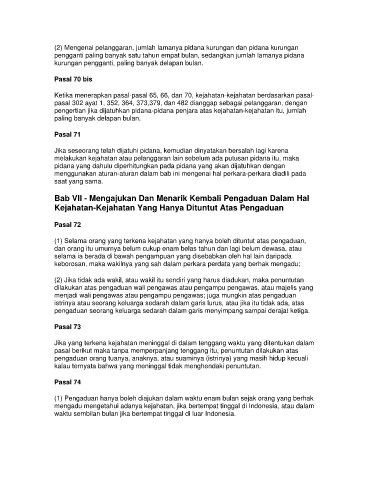 (2) Mengenai pelanggaran, jumlah lamanya pidana kurungan dan pidana kurungan
pengganti paling banyak satu tahun empat bulan, sedangkan jumlah lamanya pidana
kurungan pengganti, paling banyak delapan bulan.
Pasal 70 bis
Ketika menerapkan pasal-pasal 65, 66, dan 70, kejahatan-kejahatan berdasarkan pasal-
pasal 302 ayat 1, 352, 364, 373,379, dan 482 dianggap sebagai pelanggaran, dengan
pengertian jika dijatuhkan pidana-pidana penjara atas kejahatan-kejahatan itu, jumlah
paling banyak delapan bulan.
Pasal 71
Jika seseorang telah dijatuhi pidana, kemudian dinyatakan bersalah lagi karena
melakukan kejahatan atau pelanggaran lain sebelum ada putusan pidana itu, maka
pidana yang dahulu diperhitungkan pada pidana yang akan dijatuhkan dengan
menggunakan aturan-aturan dalam bab ini mengenai hal perkara-perkara diadili pada
saat yang sama.
Bab VII - Mengajukan Dan Menarik Kembali Pengaduan Dalam Hal
Kejahatan-Kejahatan Yang Hanya Dituntut Atas Pengaduan
Pasal 72
(1) Selama orang yang terkena kejahatan yang hanya boleh dituntut atas pengaduan,
dan orang itu umurnya belum cukup enam belas tahun dan lagi belum dewasa, atau
selama ia berada di bawah pengampuan yang disebabkan oleh hal lain daripada
keborosan, maka wakilnya yang sah dalam perkara perdata yang berhak mengadu;
(2) Jika tidak ada wakil, atau wakil itu sendiri yang harus diadukan, maka penuntutan
dilakukan atas pengaduan wali pengawas atau pengampu pengawas, atau majelis yang
menjadi wali pengawas atau pengampu pengawas; juga mungkin atas pengaduan
istrinya atau seorang keluarga sedarah dalam garis lurus, atau jika itu tidak ada, atas
pengaduan seorang keluarga sedarah dalam garis menyimpang sampai derajat ketiga.
Pasal 73
Jika yang terkena kejahatan meninggal di dalam tenggang waktu yang ditentukan dalam
pasal berikut maka tanpa memperpanjang tenggang itu, penuntutan dilakukan atas
pengaduan orang tuanya, anaknya, atau suaminya (istrinya) yang masih hidup kecuali
kalau ternyata bahwa yang meninggal tidak menghendaki penuntutan.
Pasal 74
(1) Pengaduan hanya boleh diajukan dalam waktu enam bulan sejak orang yang berhak
mengadu mengetahui adanya kejahatan, jika bertempat tinggal di Indonesia, atau dalam
waktu sembilan bulan jika bertempat tinggal di luar Indonesia.